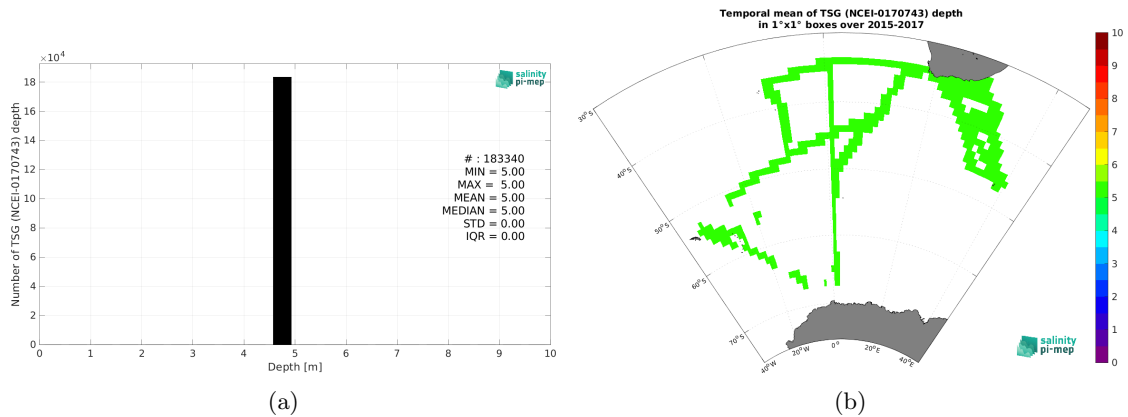 ×10⁴
18
16
14
12
10
8
6
4
2
0
Number of TSG (NCEI-0170743) depth
salinity
pi-mep
# : 183340
MIN = 5.00
MAX = 5.00
MEAN = 5.00
MEDIAN = 5.00
STD = 0.00
IQR = 0.00
0 1 2 3 4 5 6 7 8 9 10
Depth [m]
(a)
Temporal mean of TSG (NCEI-0170743) depth
in 1°x1° boxes over 2015-2017
30°S
40°S
50°S
60°S
70°S
40°W
20°W
0°
20°E
40°E
salinity
pi-mep
10
9
8
7
6
5
4
3
2
1
0
(b)